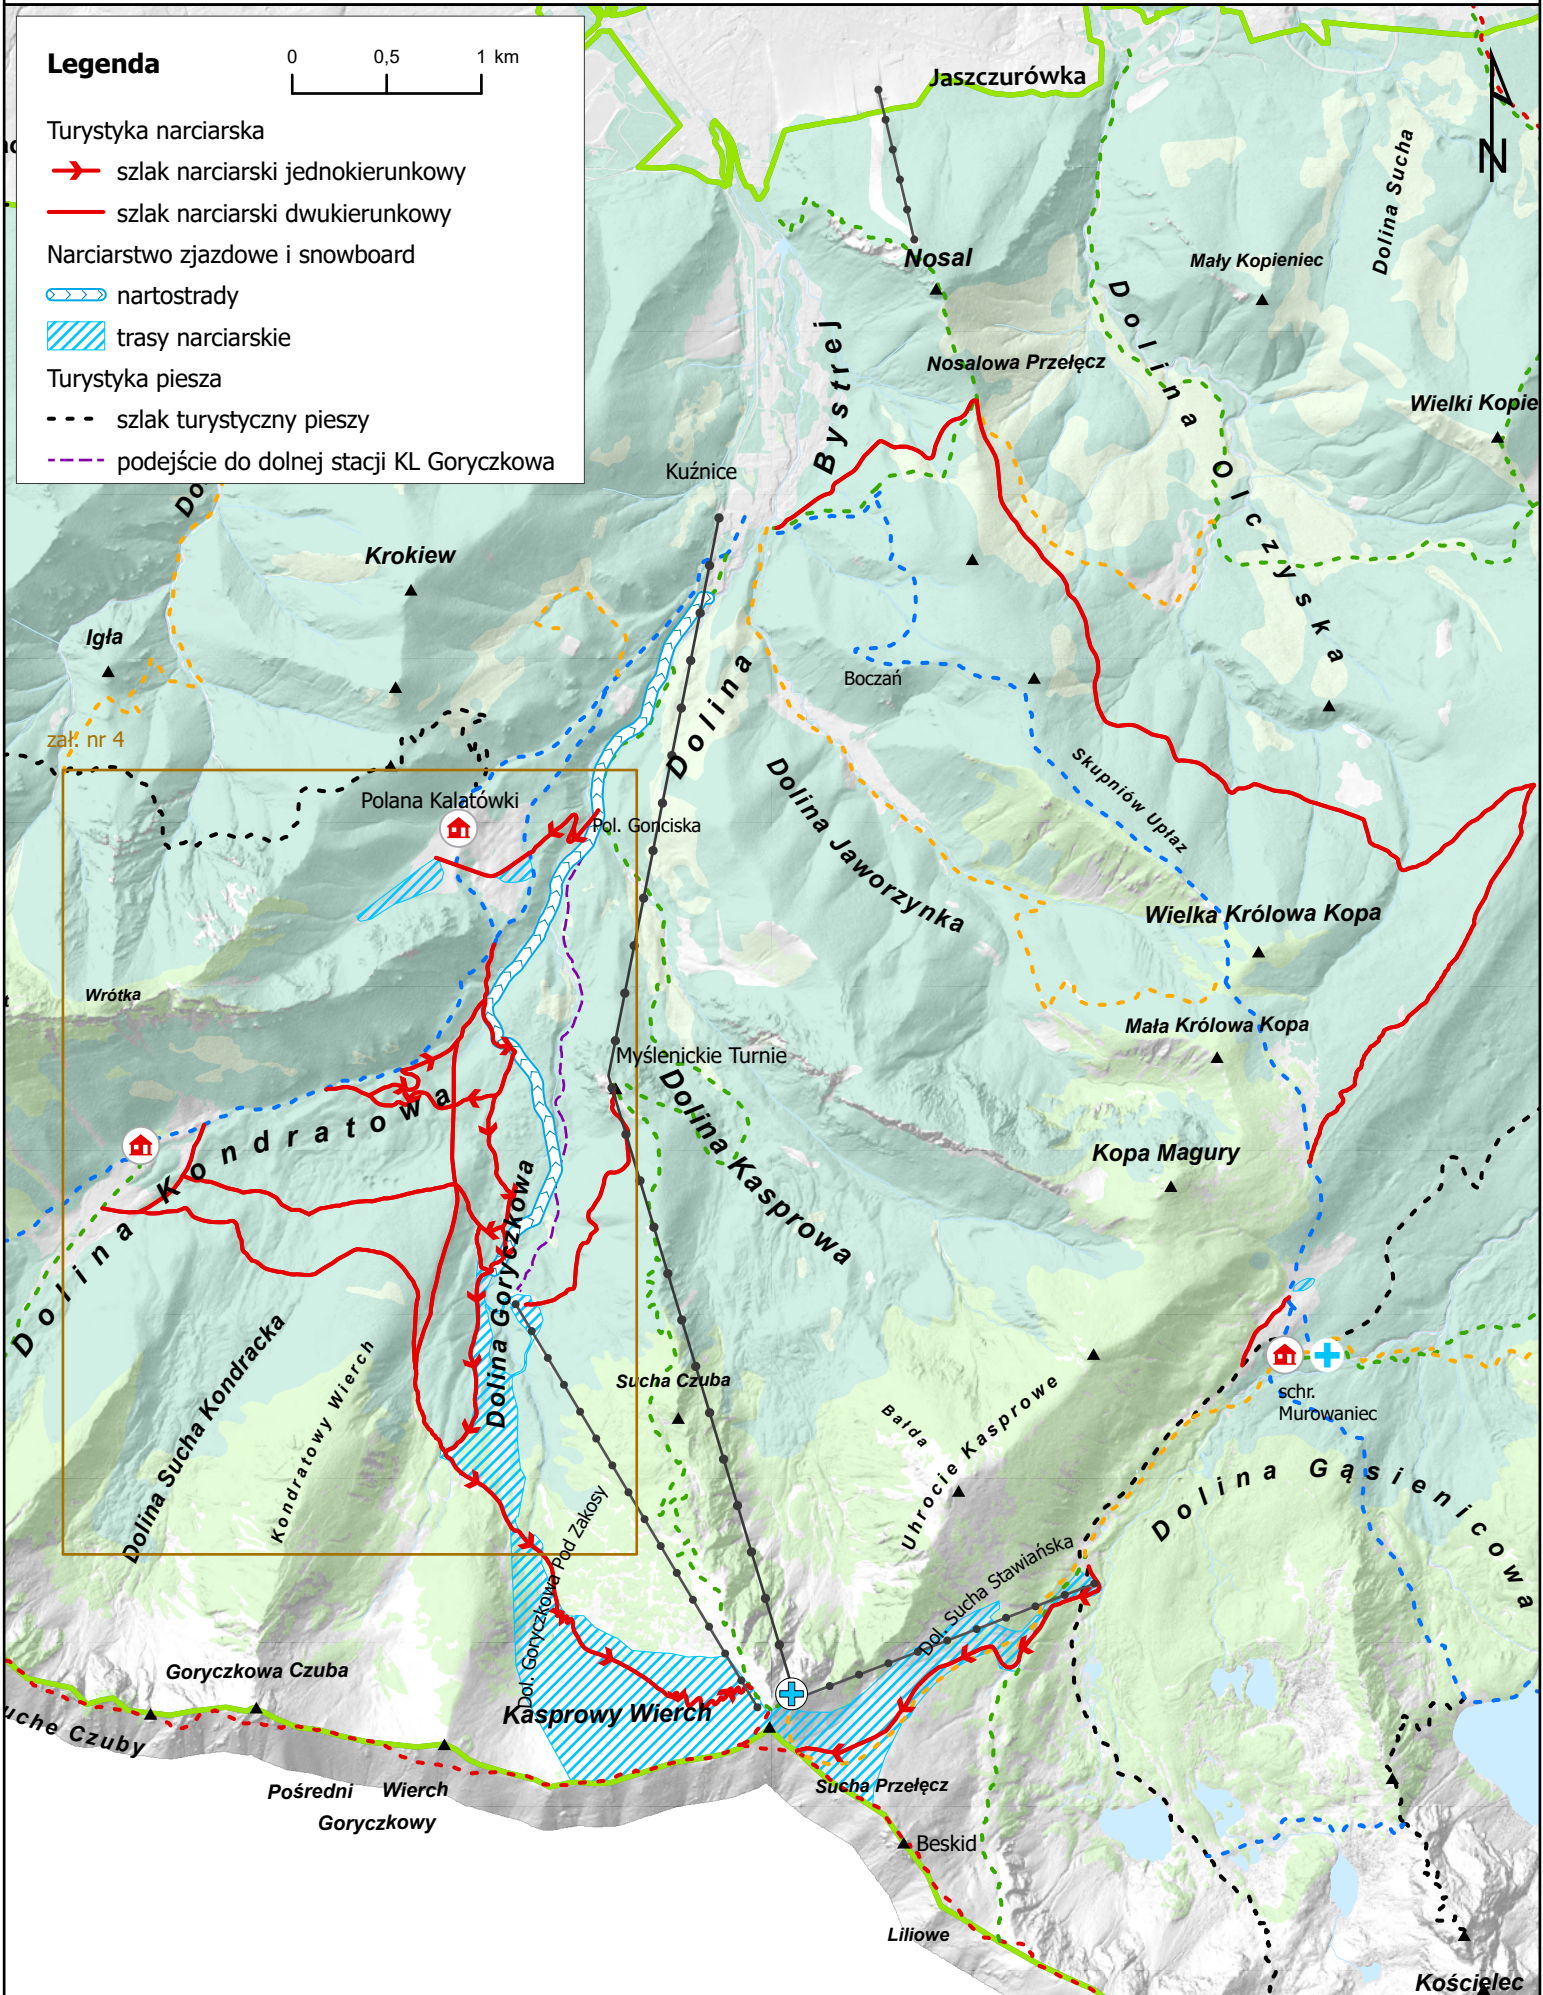 Legenda
0 0,5 1 km
Turystyka narciarska
szlak narciarski jednokierunkowy
szlak narciarski dwukierunkowy
Narciarstwo zjazdowe i snowboard
nartostrady
trasy narciarskie
Turystyka piesza
szlak turystyczny pieszy
podejście do dolnej stacji KL Goryczkowa
Jaszczurówka
N
Dolina Sucha
Nosal
Mały Kopieniec
Dolina Olczyska
Nosalowa Przełęcz
Wielki Kopie
Dolina Bystrej
Kuźnice
Do
Krokiew
Igła
Boczań
zał. nr 4
Skupniów Upłaz
Polana Kalatówki
Pol. Gonciska
Dolina Jaworzynka
Wielka Królowa Kopa
Wrótka
Mała Królowa Kopa
Myślenickie Turnie
Dolina Kasprowa
Dolina Kondratowa
Kopa Magury
Dolina Goryczkowa
Dolina Sucha Kondracka
Kondratowy Wierch
Sucha Czuba
schr.
Murowaniec
Bałda
Uhrocie Kasprowe
Dolina Gąsienicowa
Dol. Goryczkowa Pod Zakosy
Dol. Sucha Stawiańska
Goryczkowa Czuba
uche Czuby
Kasprowy Wierch
Pośredni Wierch
Goryczkowy
Sucha Przełęcz
Beskid
Liliowe
Kościelec